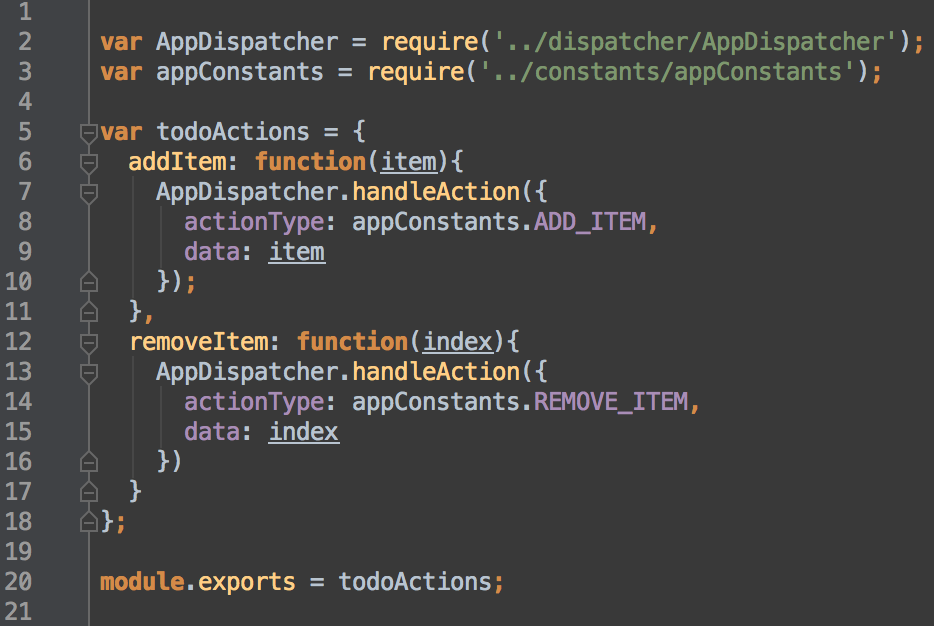 1
2 var AppDispatcher = require('../dispatcher/AppDispatcher');
3 var appConstants = require('../constants/appConstants');
4
5 var todoActions = {
6   addItem: function(item){
7     AppDispatcher.handleAction({
8       actionType: appConstants.ADD_ITEM,
9       data: item
10     });
11   },
12   removeItem: function(index){
13     AppDispatcher.handleAction({
14       actionType: appConstants.REMOVE_ITEM,
15       data: index
16     })
17   }
18 };
19
20 module.exports = todoActions;
21